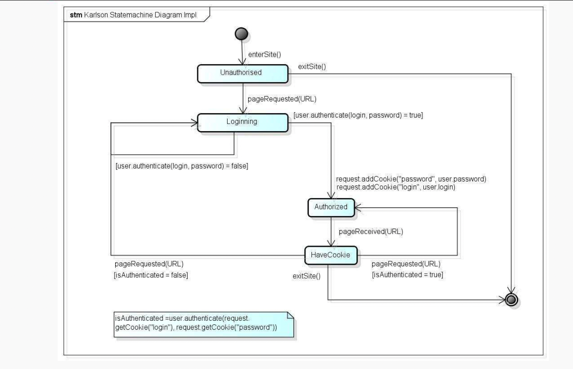 stm Karlson Statemachine Diagram Impl
enterSite()
Unauthorised
exitSite()
pageRequested(URL)
Loginning
[user.authenticate(login, password) = true]
[user.authenticate(login, password) = false]
request.addCookie("password", user.password)
request.addCookie("login", user.login)
Authorized
pageReceived(URL)
HaveCookie
pageRequested(URL)
[isAuthenticated = false]
exitSite()
pageRequested(URL)
[isAuthenticated = true]
isAuthenticated =user.authenticate(request.
getCookie("login"), request.getCookie("password"))